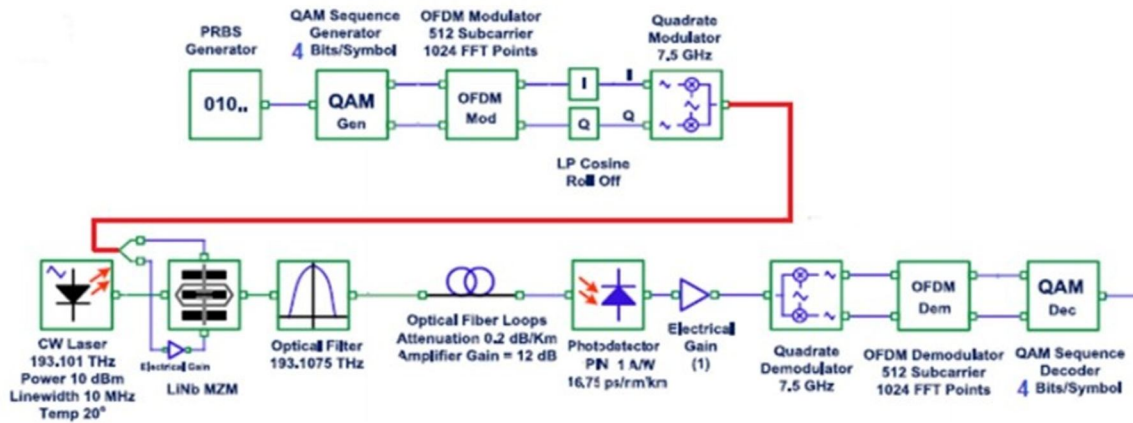 PRBS
Generator
QAM Sequence
Generator
4 Bits/Symbol
OFDM Modulator
512 Subcarrier
1024 FFT Points
Quadrate
Modulator
7.5 GHz
010..
QAM
Gen
OFDM
Mod
I
Q
I
Q
LP Cosine
Roll Off
CW Laser
193.101 THz
Power 10 dBm
Linewidth 10 MHz
Temp 20°
Electrical Gain
LiNb MZM
Optical Filter
193.1075 THz
Optical Fiber Loops
Attenuation 0.2 dB/Km
Amplifier Gain = 12 dB
Photodetector
PIN 1 A/W
16.75 ps/nm/km
Electrical
Gain
(1)
Quadrate
Demodulator
7.5 GHz
OFDM
Dem
OFDM Demodulator
512 Subcarrier
1024 FFT Points
QAM
Dec
QAM Sequence
Decoder
4 Bits/Symbol